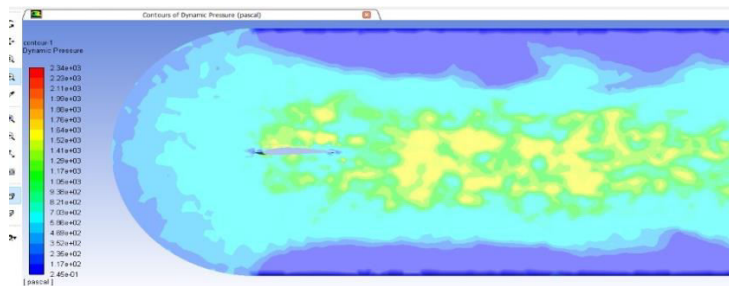 Contours of Dynamic Pressure (pascal)
contour-1
Dynamic Pressure
2.34e+03
2.23e+03
2.11e+03
1.99e+03
1.88e+03
1.76e+03
1.64e+03
1.52e+03
1.41e+03
1.29e+03
1.17e+03
1.05e+03
9.38e+02
8.21e+02
7.03e+02
5.86e+02
4.69e+02
3.52e+02
2.35e+02
1.17e+02
2.45e-01
[ pascal ]